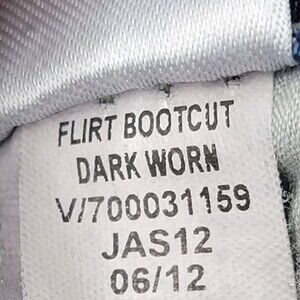 FLIRT BOOTCUT
DARK WORN
V/700031159
JAS12
06/12